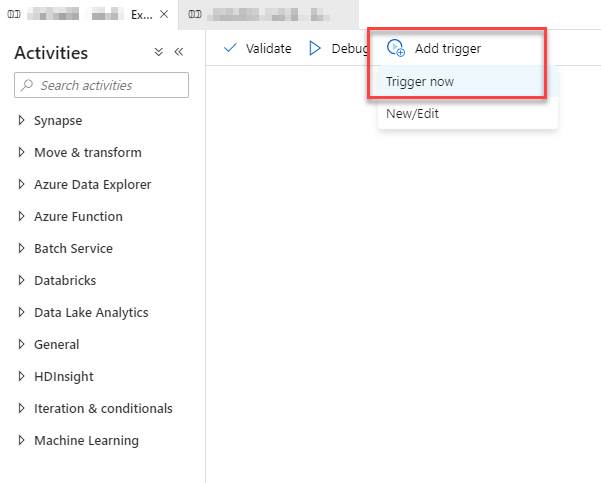 Ex...
Activities
Validate
Debug
Add trigger
Search activities
Trigger now
New/Edit
Synapse
Move & transform
Azure Data Explorer
Azure Function
Batch Service
Databricks
Data Lake Analytics
General
HDInsight
Iteration & conditionals
Machine Learning